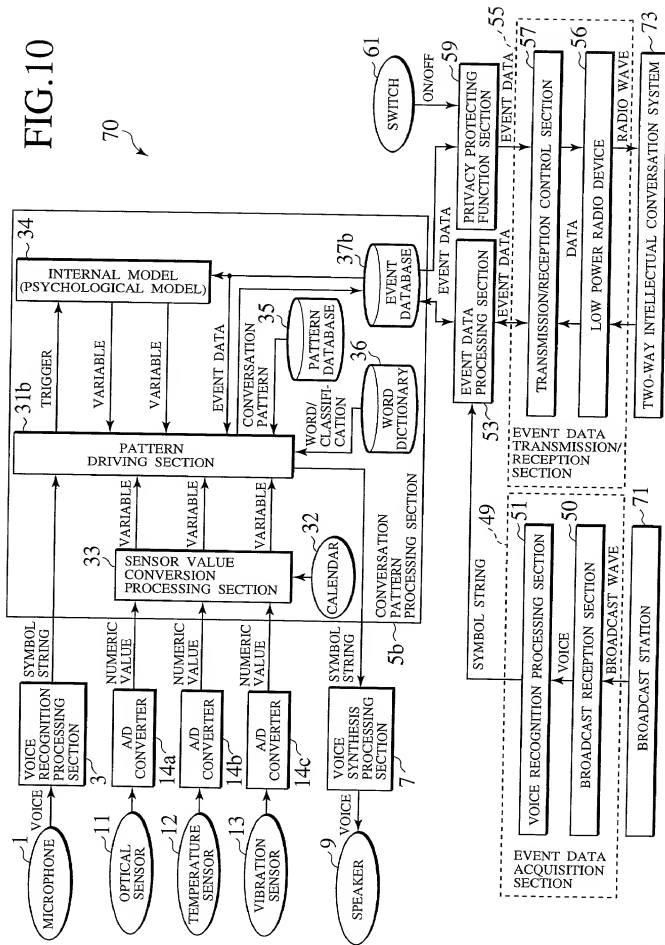 FIG.10
70
1
MICROPHONE
VOICE
3
VOICE
RECOGNITION
PROCESSING
SECTION
SYMBOL
STRING
11
OPTICAL
SENSOR
A/D
CONVERTER
14a
NUMERIC
VALUE
12
TEMPERATURE
SENSOR
A/D
CONVERTER
14b
NUMERIC
VALUE
13
VIBRATION
SENSOR
A/D
CONVERTER
14c
NUMERIC
VALUE
9
SPEAKER
VOICE
VOICE
SYNTHESIS
PROCESSING
SECTION
7
SYMBOL
STRING
33
SENSOR VALUE
CONVERSION
PROCESSING SECTION
VARIABLE
VARIABLE
VARIABLE
32
CALENDAR
5b
CONVERSATION
PATTERN
PROCESSING SECTION
31b
PATTERN
DRIVING SECTION
TRIGGER
VARIABLE
VARIABLE
34
INTERNAL MODEL
(PSYCHOLOGICAL MODEL)
EVENT DATA
CONVERSATION
PATTERN
35
PATTERN
DATABASE
WORD/
CLASSIFI-
CATION
36
WORD
DICTIONARY
37b
EVENT
DATABASE
EVENT DATA
61
SWITCH
ON/OFF
59
PRIVACY PROTECTING
FUNCTION SECTION
EVENT DATA
EVENT DATA
PROCESSING SECTION
53
EVENT DATA
55
57
TRANSMISSION/RECEPTION CONTROL SECTION
DATA
56
LOW POWER RADIO DEVICE
RADIO WAVE
EVENT DATA
TRANSMISSION/
RECEPTION
SECTION
73
TWO-WAY INTELLECTUAL CONVERSATION SYSTEM
SYMBOL STRING
49
51
VOICE RECOGNITION PROCESSING SECTION
VOICE
50
BROADCAST RECEPTION SECTION
BROADCAST WAVE
EVENT DATA
ACQUISITION
SECTION
71
BROADCAST STATION